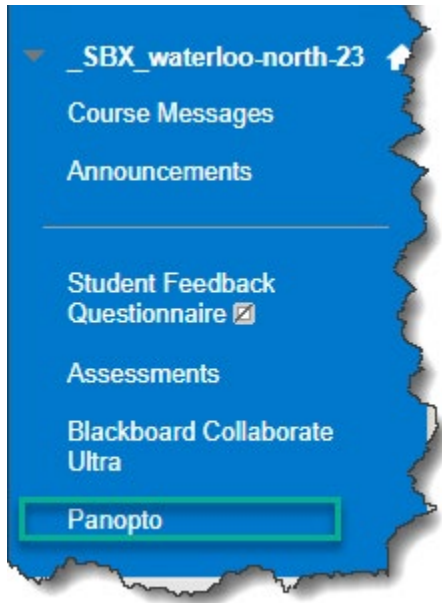 _SBX_waterloo-north-23
Course Messages
Announcements
Student Feedback
Questionnaire
Assessments
Blackboard Collaborate
Ultra
Panopto